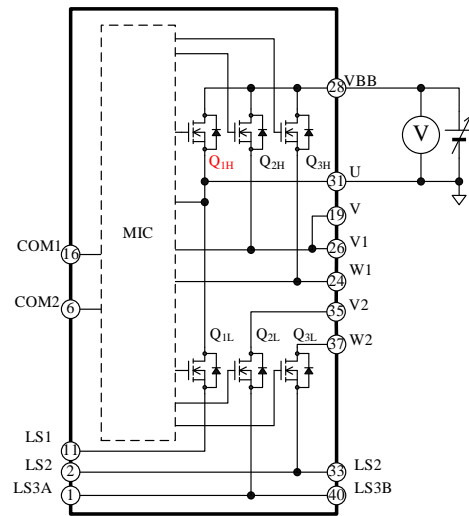 28 VBB
V
Q1H Q2H Q3H
31 U
19 V
MIC
COM1
16
26 V1
24 W1
COM2
6
35 V2
37 W2
Q1L Q2L Q3L
LS1
11
LS2
2
33 LS2
LS3A
1
40 LS3B